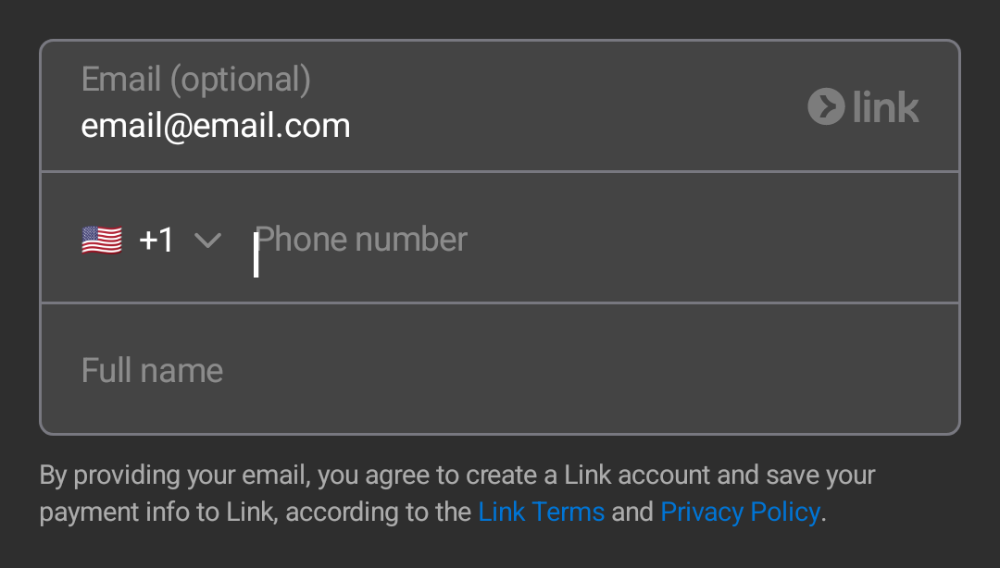 Email (optional)
email@email.com
link
+1 Phone number
Full name
By providing your email, you agree to create a Link account and save your
payment info to Link, according to the Link Terms and Privacy Policy.